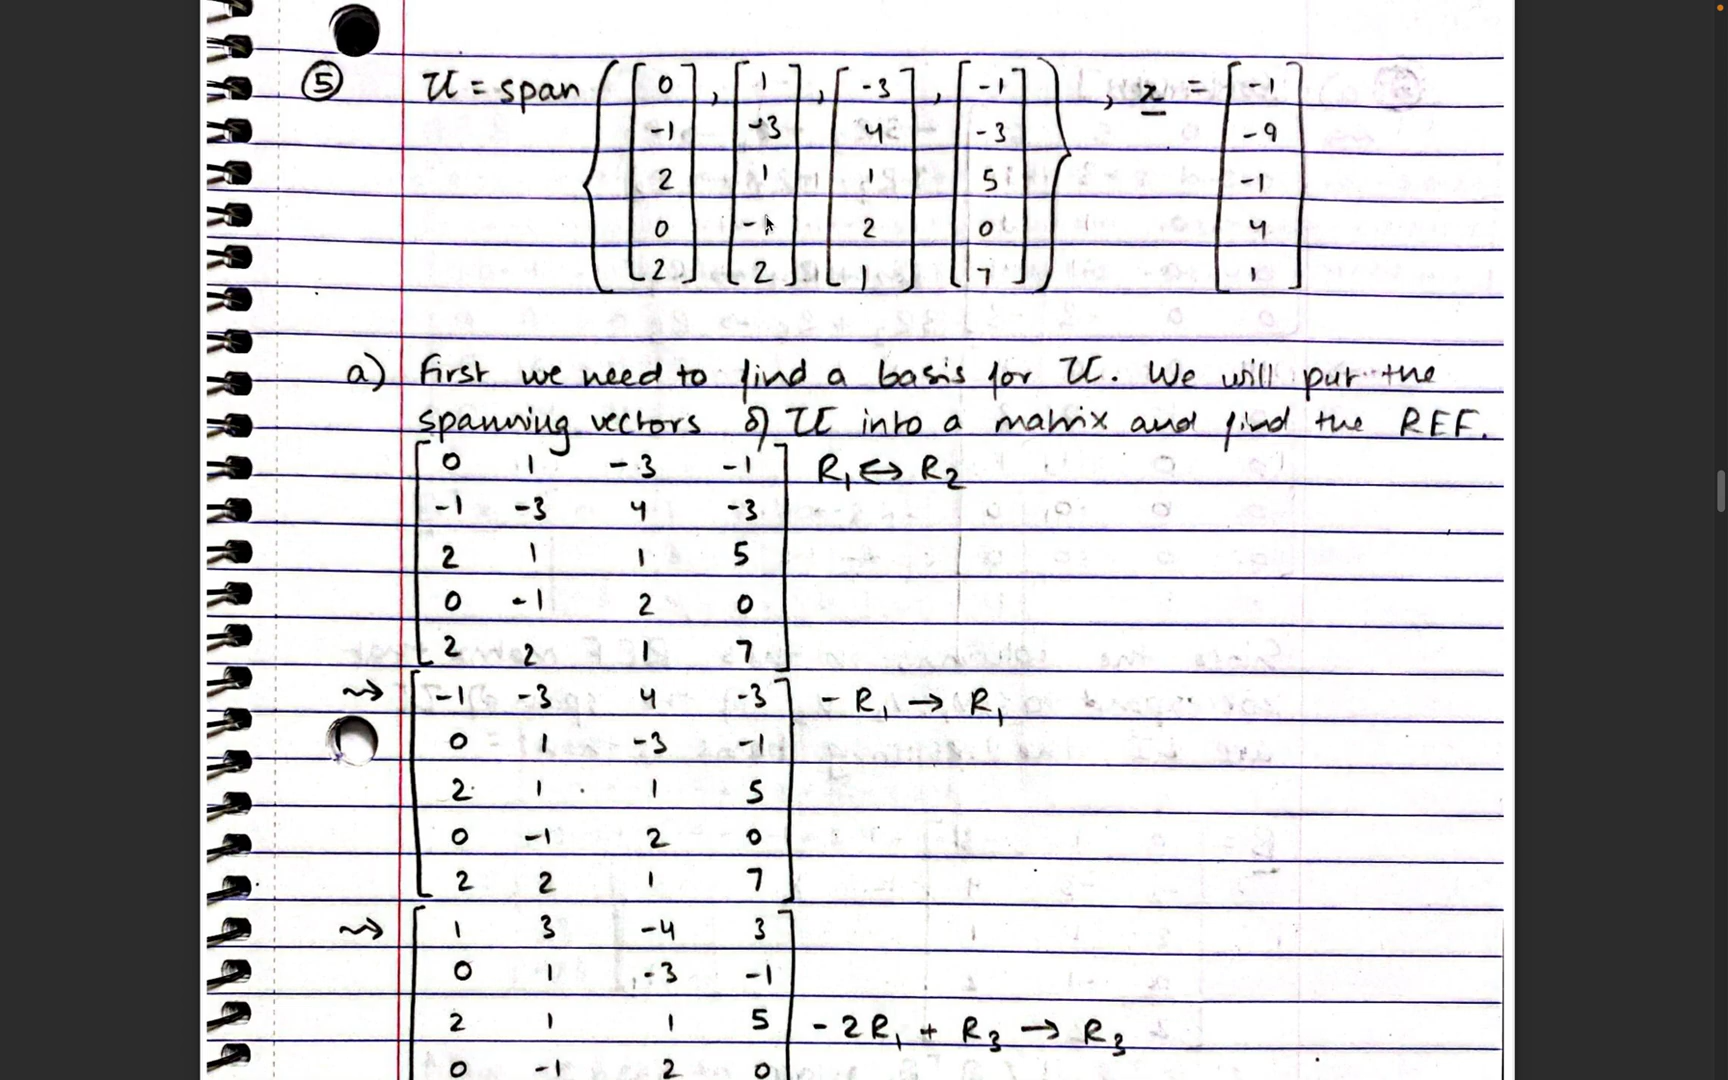 ⑤ U = span { [0 -1 2 0 2], [1 -3 1 -1 2], [-3 4 1 2 1], [-1 -3 5 0 7] }, x = [-1 -9 -1 4 1]
a) First we need to find a basis for U. We will put the
spanning vectors of U into a matrix and find the REF.
0 1 -3 -1 R₁ ↔ R₂
-1 -3 4 -3
2 1 1 5
0 -1 2 0
2 2 1 7
⇝ -1 -3 4 -3 - R₁ → R₁
0 1 -3 -1
2 1 1 5
0 -1 2 0
2 2 1 7
⇝ 1 3 -4 3
0 1 -3 -1
2 1 1 5 - 2R₁ + R₃ → R₃
0 -1 2 0